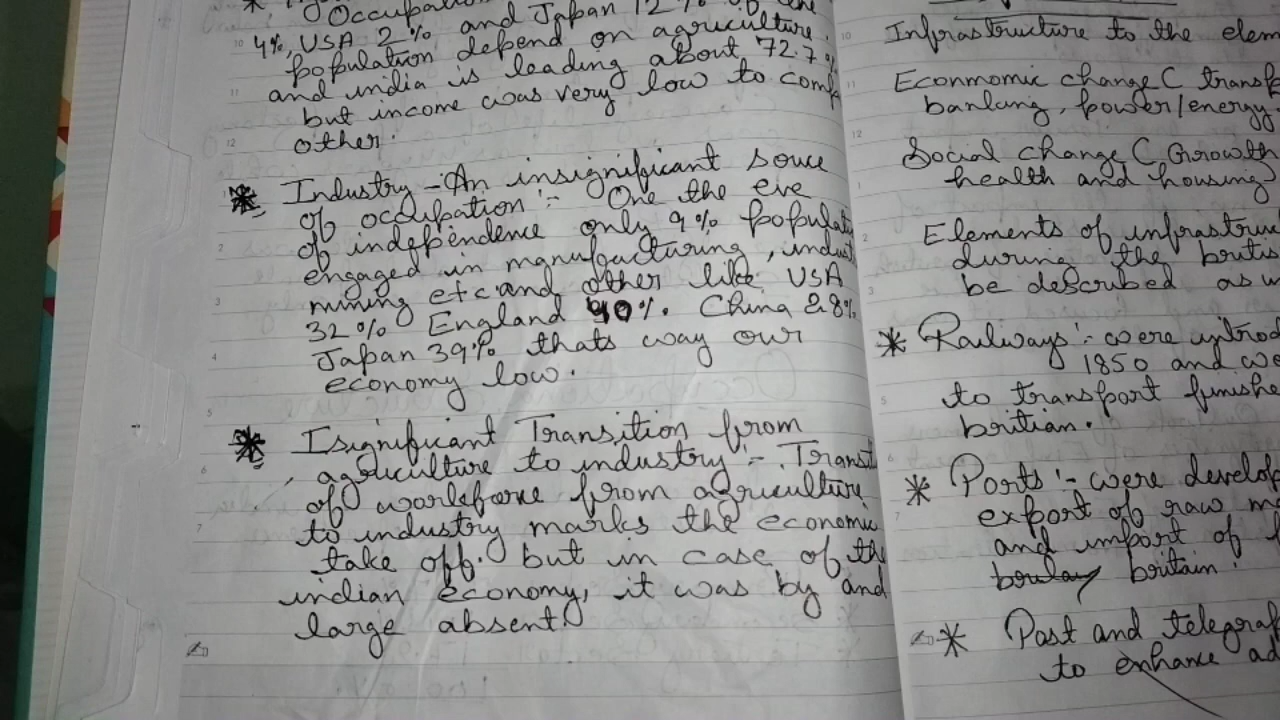 Occupation
4%, USA 2% and Japan 12%
population depend on agriculture.
and india is leading about 72.7%
but income was very low to comp
other.
* Industry - An insignificant souce
of occupation :- One the eve
of independence only 9% populat
engaged in manufacturing, indust
mining etc and other like USA
32% England 40%. China 28%
Japan 39% thats way our
economy low.
* Isignificant Transition from
agriculture to industry :- Transit
of workforse from agriculture
to industry marks the economic
take off. but in case of the
indian economy, it was by and
large absent.
Infrastructure to the elem
Econmomic change ( transp
banking, power/energy.
Social change ( Growth
health and housing
Elements of infrastruc
during the britis
be described as w
* Railways :- were introd
1850 and we
to transport finishe
britian.
* Ports :- were develop
export of raw m
and import of f
britain.
* Post and telegraf
to enhance ad